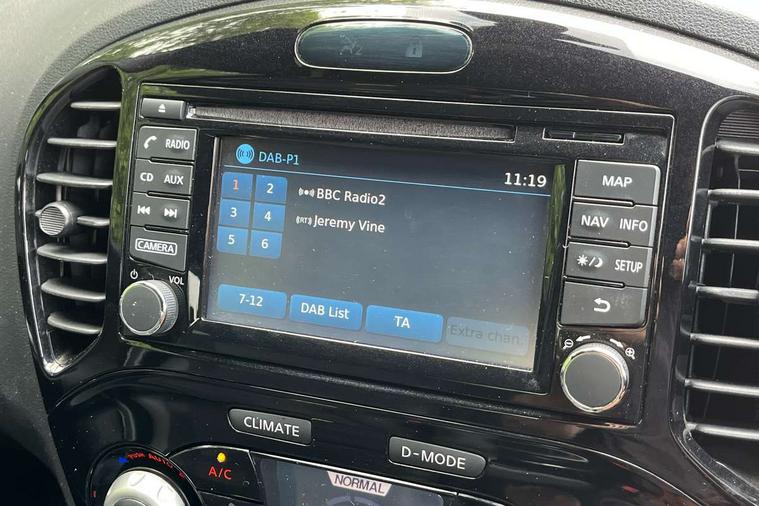 RADIO
CD AUX
CAMERA
VOL
DAB-P1
11:19
1 2
3 4
5 6
BBC Radio2
(RT) Jeremy Vine
7-12
DAB List
TA
Extra chan.
MAP
NAV INFO
SETUP
CLIMATE
D-MODE
A/C
NORMAL